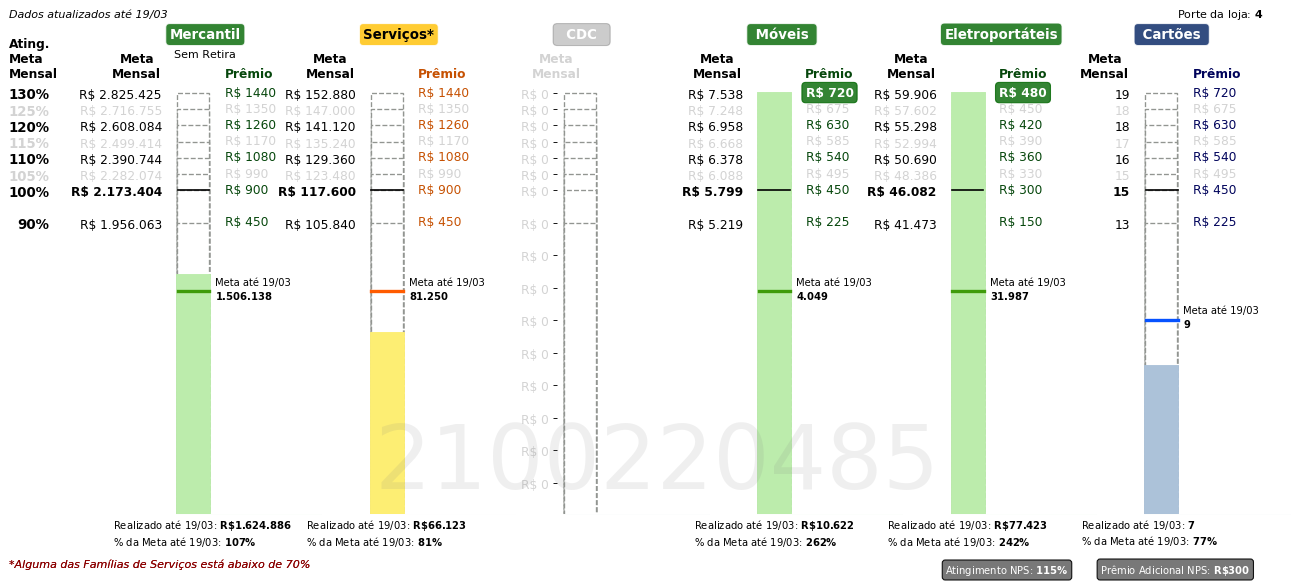 Dados atualizados até 19/03
Porte da loja: 4
Mercantil Serviços* CDC Móveis Eletroportáteis Cartões
Sem Retira
Ating. Meta Mensal
Meta Mensal Prêmio Meta Mensal Prêmio Meta Mensal Meta Mensal Prêmio Meta Mensal Prêmio Meta Mensal Prêmio
130% R$ 2.825.425 R$ 1440 R$ 152.880 R$ 1440 R$ 0 R$ 7.538 R$ 720 R$ 59.906 R$ 480 19 R$ 720
125% R$ 2.716.755 R$ 1350 R$ 147.000 R$ 1350 R$ 0 R$ 7.248 R$ 675 R$ 57.602 R$ 450 18 R$ 675
120% R$ 2.608.084 R$ 1260 R$ 141.120 R$ 1260 R$ 0 R$ 6.958 R$ 630 R$ 55.298 R$ 420 18 R$ 630
115% R$ 2.499.414 R$ 1170 R$ 135.240 R$ 1170 R$ 0 R$ 6.668 R$ 585 R$ 52.994 R$ 390 17 R$ 585
110% R$ 2.390.744 R$ 1080 R$ 129.360 R$ 1080 R$ 0 R$ 6.378 R$ 540 R$ 50.690 R$ 360 16 R$ 540
105% R$ 2.282.074 R$ 990 R$ 123.480 R$ 990 R$ 0 R$ 6.088 R$ 495 R$ 48.386 R$ 330 15 R$ 495
100% R$ 2.173.404 R$ 900 R$ 117.600 R$ 900 R$ 0 R$ 5.799 R$ 450 R$ 46.082 R$ 300 15 R$ 450
90% R$ 1.956.063 R$ 450 R$ 105.840 R$ 450 R$ 0 R$ 5.219 R$ 225 R$ 41.473 R$ 150 13 R$ 225
R$ 0
Meta até 19/03 Meta até 19/03 R$ 0 Meta até 19/03 Meta até 19/03
1.506.138 81.250 4.049 31.987
R$ 0 Meta até 19/03
9
R$ 0
R$ 0
R$ 0
R$ 0
R$ 0
2100220485
Realizado até 19/03: R$1.624.886 Realizado até 19/03: R$66.123 Realizado até 19/03: R$10.622 Realizado até 19/03: R$77.423 Realizado até 19/03: 7
% da Meta até 19/03: 107% % da Meta até 19/03: 81% % da Meta até 19/03: 262% % da Meta até 19/03: 242% % da Meta até 19/03: 77%
*Alguma das Famílias de Serviços está abaixo de 70%
Atingimento NPS: 115% Prêmio Adicional NPS: R$300